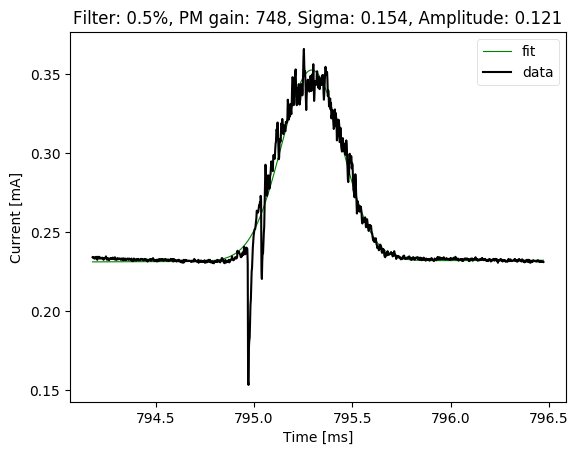 Filter: 0.5%, PM gain: 748, Sigma: 0.154, Amplitude: 0.121
fit
data
0.35
0.30
0.25
0.20
0.15
Current [mA]
794.5 795.0 795.5 796.0 796.5
Time [ms]